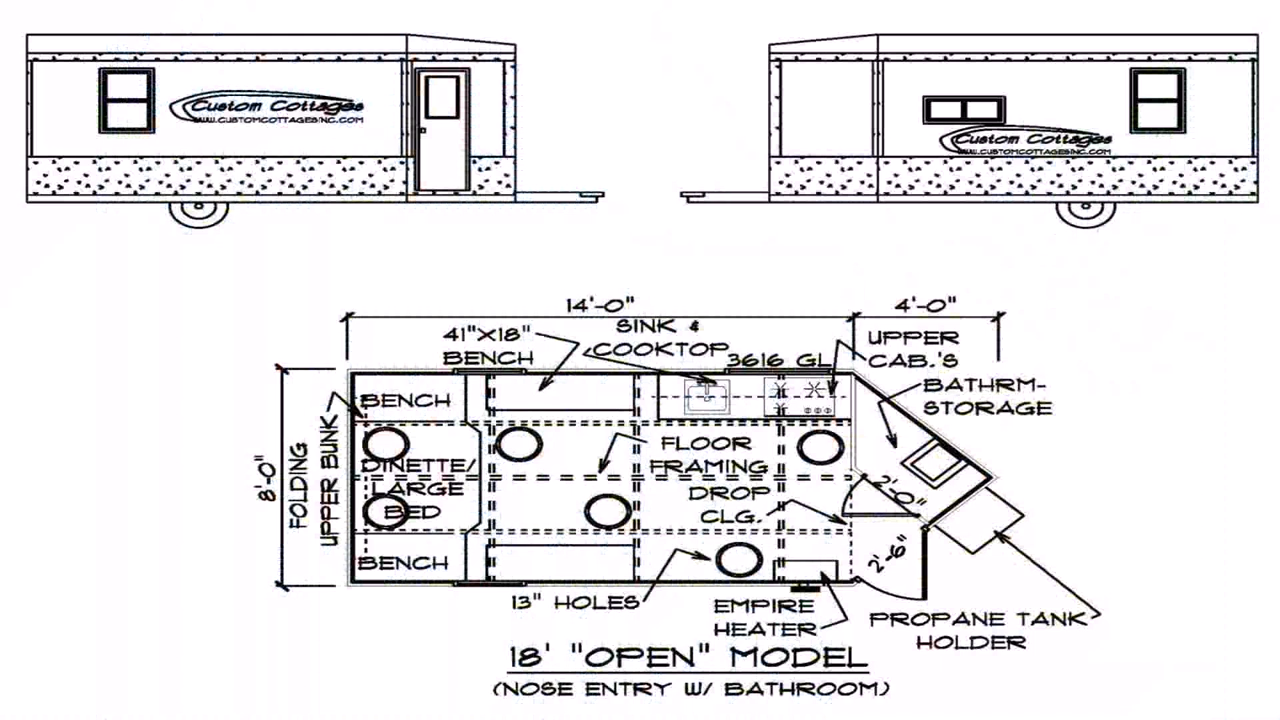 Custom Cottages
WWW.CUSTOMCOTTAGESINC.COM
Custom Cottages
WWW.CUSTOMCOTTAGESINC.COM
14'-0"
4'-0"
41"X18"
BENCH
SINK &
COOKTOP
3616 GL
UPPER
CAB.'S
BATHRM-
STORAGE
8'-0"
FOLDING
UPPER BUNK
BENCH
DINETTE/
LARGE
BED
BENCH
FLOOR
FRAMING
DROP
CLG.
2'-0"
2'-6"
13" HOLES
EMPIRE
HEATER
PROPANE TANK
HOLDER
18' "OPEN" MODEL
(NOSE ENTRY W/ BATHROOM)